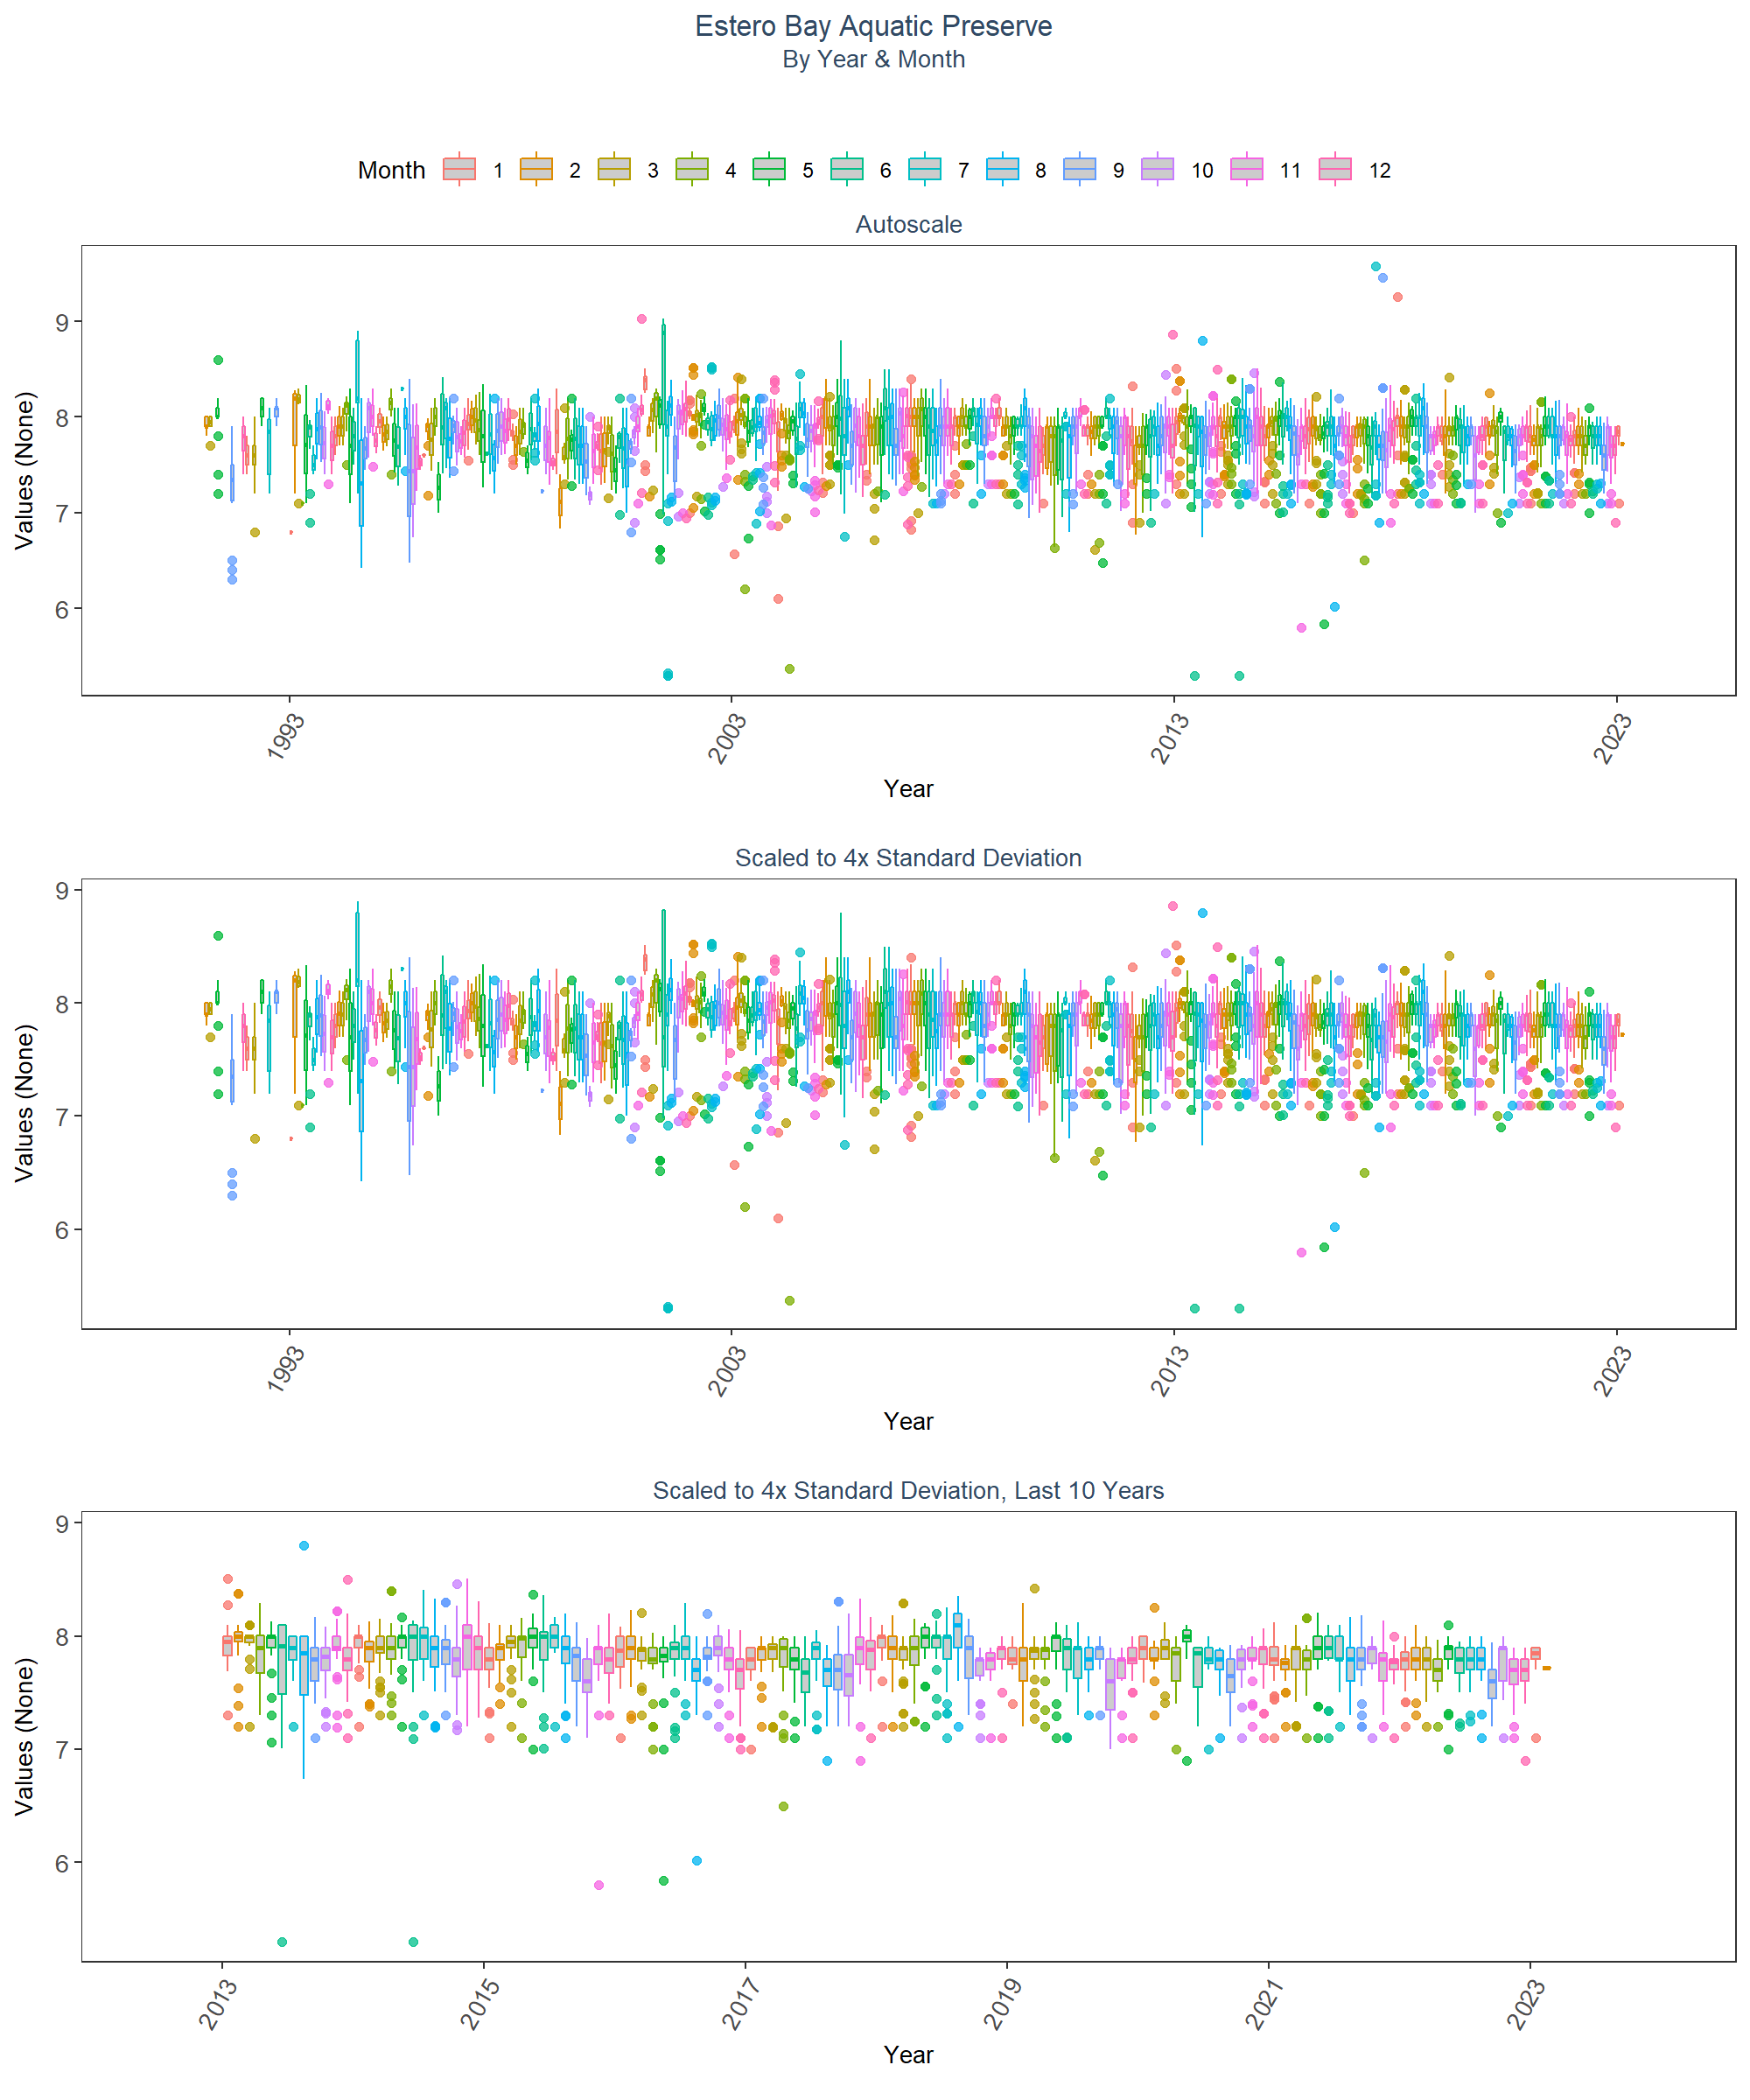 Estero Bay Aquatic Preserve
By Year & Month
Month 1 2 3 4 5 6 7 8 9 10 11 12
Autoscale
Values (None)
9
8
7
6
1993 2003 2013 2023
Year
Scaled to 4x Standard Deviation
Values (None)
9
8
7
6
1993 2003 2013 2023
Year
Scaled to 4x Standard Deviation, Last 10 Years
Values (None)
9
8
7
6
2013 2015 2017 2019 2021 2023
Year